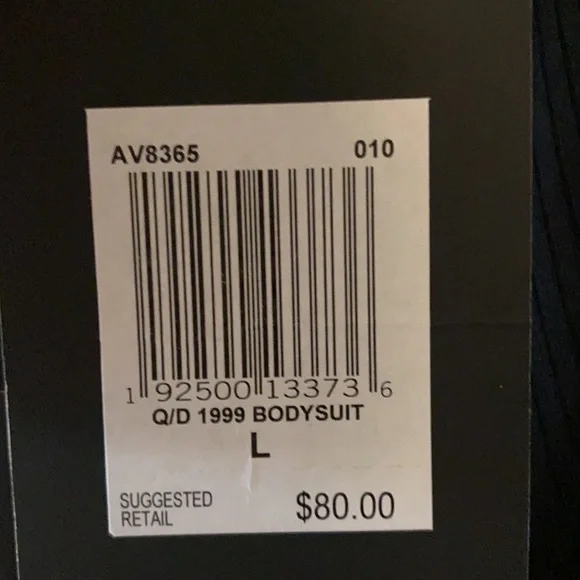 AV8365 010
1 92500 13373 6
Q/D 1999 BODYSUIT
L
SUGGESTED
RETAIL $80.00